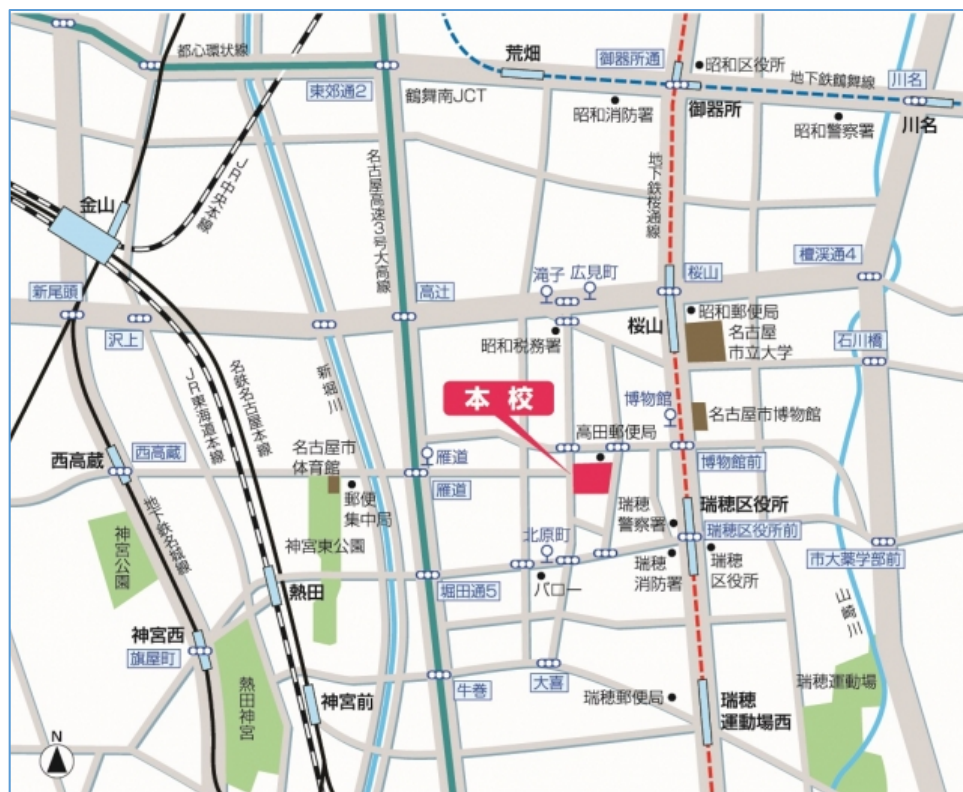 都心環状線
荒畑
御器所通
昭和区役所
地下鉄鶴舞線
川名
東郊通2
鶴舞南JCT
昭和消防署
御器所
昭和警察署
川名
JR中央本線
名古屋高速3号大高線
地下鉄桜通線
金山
新尾頭
沢上
高辻
滝子
広見町
桜山
檀溪通4
桜山
昭和郵便局
名古屋
市立大学
昭和税務署
石川橋
新堀川
名鉄名古屋本線
JR東海道本線
本校
博物館
名古屋市博物館
高田郵便局
博物館前
西高蔵
西高蔵
名古屋市
体育館
郵便
集中局
雁道
雁道
瑞穂区役所
瑞穂
警察署
瑞穂区役所前
神宮公園
地下鉄名城線
神宮東公園
北原町
市大薬学部前
熱田
堀田通5
バロー
瑞穂
消防署
瑞穂
区役所
山崎川
神宮西
旗屋町
熱田神宮
神宮前
牛巻
大喜
瑞穂郵便局
瑞穂
運動場西
瑞穂運動場
N